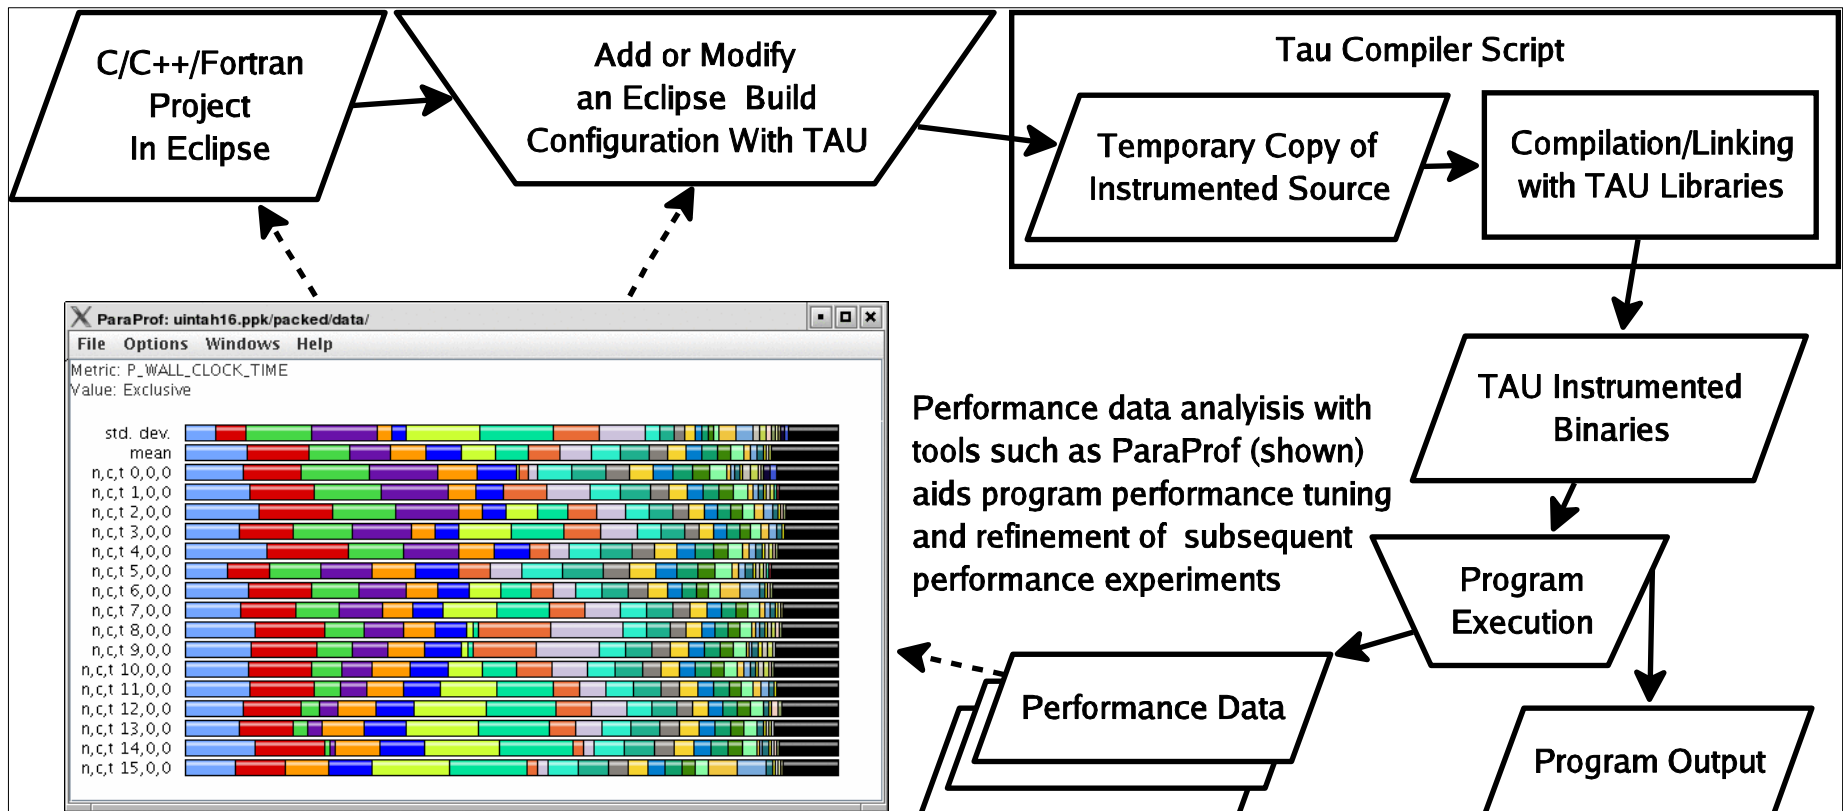 C/C++/Fortran
Project
In Eclipse
Add or Modify
an Eclipse  Build
Configuration With TAU
Tau Compiler Script
Temporary Copy of
Instrumented Source
Compilation/Linking
with TAU Libraries
TAU Instrumented
Binaries
Program
Execution
Program Output
Performance Data
Performance data analyisis with
tools such as ParaProf (shown)
aids program performance tuning
and refinement of  subsequent
performance experiments
ParaProf: uintah16.ppk/packed/data/
File Options Windows Help
Metric: P_WALL_CLOCK_TIME
Value: Exclusive
std. dev.
mean
n,c,t 0,0,0
n,c,t 1,0,0
n,c,t 2,0,0
n,c,t 3,0,0
n,c,t 4,0,0
n,c,t 5,0,0
n,c,t 6,0,0
n,c,t 7,0,0
n,c,t 8,0,0
n,c,t 9,0,0
n,c,t 10,0,0
n,c,t 11,0,0
n,c,t 12,0,0
n,c,t 13,0,0
n,c,t 14,0,0
n,c,t 15,0,0